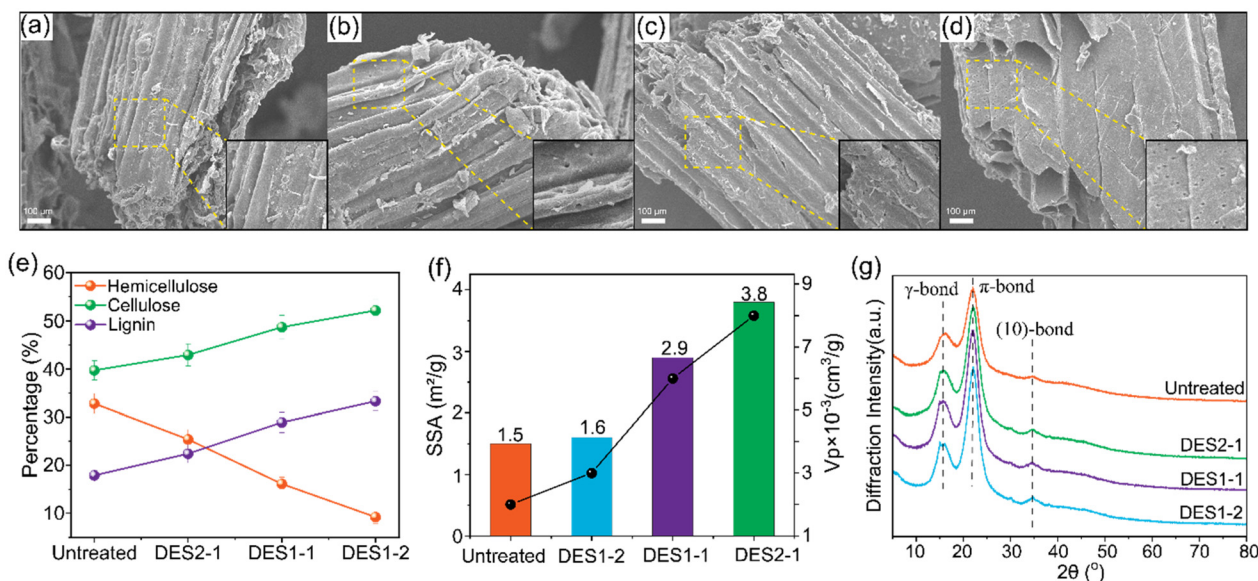 (a)
(b)
(c)
(d)
100 μm
100 μm
100 μm
100 μm
(e)
60
50
40
30
20
10
Percentage (%)
Hemicellulose
Cellulose
Lignin
Untreated DES2-1 DES1-1 DES1-2
(f)
4
3
2
1
0
SSA (m²/g)
1.5
1.6
2.9
3.8
9
8
7
6
5
4
3
2
1
Vp×10⁻³(cm³/g)
Untreated DES1-2 DES1-1 DES2-1
(g)
Diffraction Intensity(a.u.)
γ-bond
π-bond
(10)-bond
Untreated
DES2-1
DES1-1
DES1-2
10 20 30 40 50 60 70 80
2θ (°)